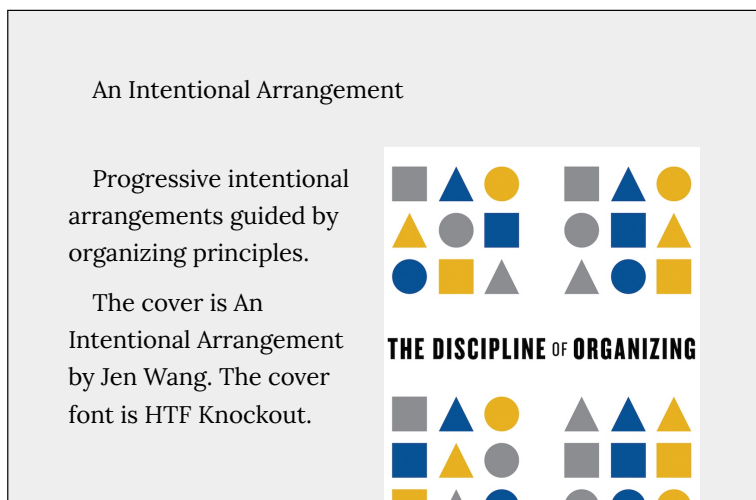 An Intentional Arrangement
Progressive intentional
arrangements guided by
organizing principles.
The cover is An
Intentional Arrangement
by Jen Wang. The cover
font is HTF Knockout.
THE DISCIPLINE OF ORGANIZING